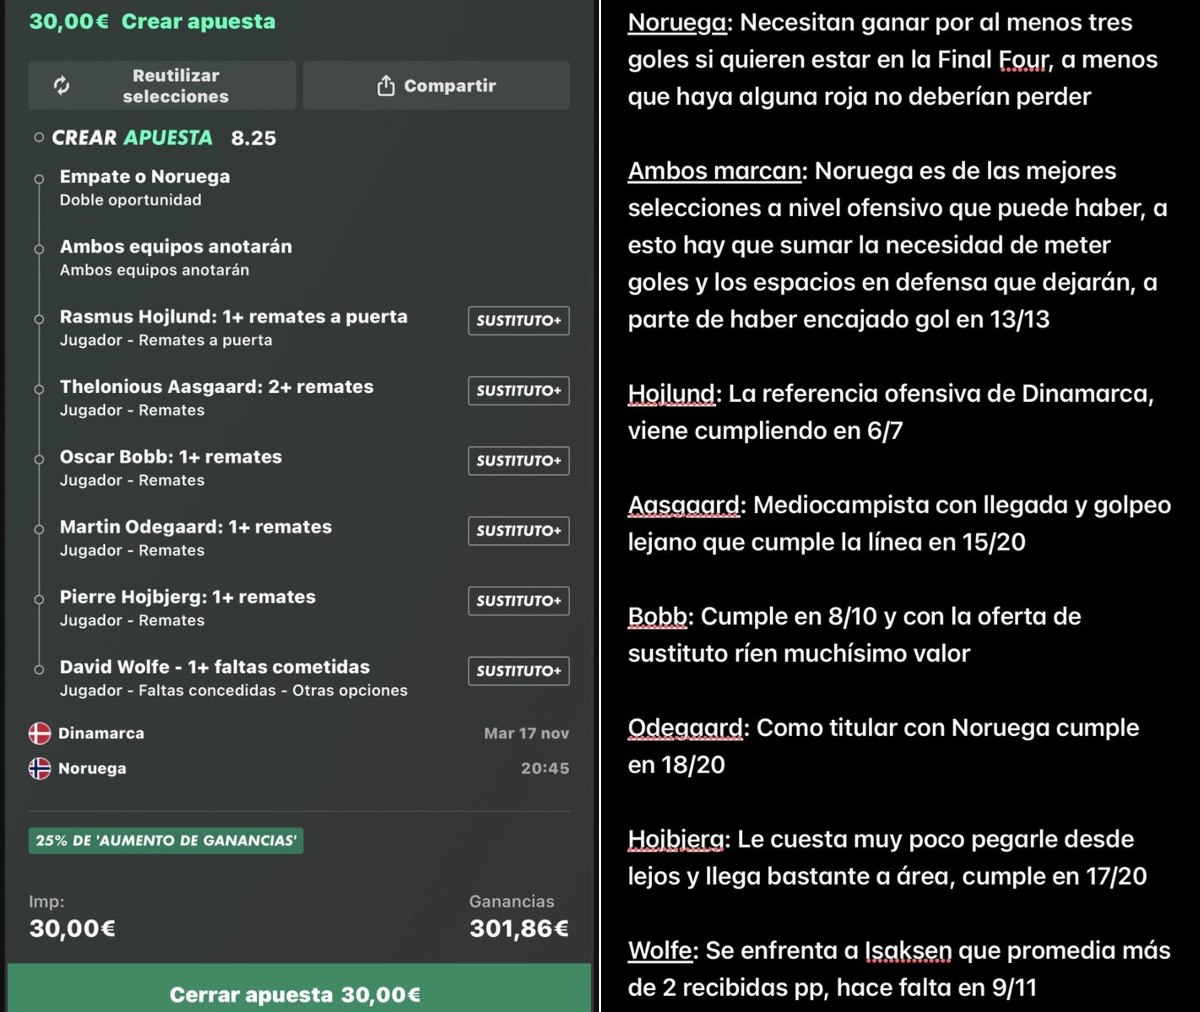 30,00€ Crear apuesta
Reutilizar
selecciones
Compartir
CREAR APUESTA 8.25
Empate o Noruega
Doble oportunidad
Ambos equipos anotarán
Ambos equipos anotarán
Rasmus Hojlund: 1+ remates a puerta
SUSTITUTO+
Jugador - Remates a puerta
Thelonious Aasgaard: 2+ remates
SUSTITUTO+
Jugador - Remates
Oscar Bobb: 1+ remates
SUSTITUTO+
Jugador - Remates
Martin Odegaard: 1+ remates
SUSTITUTO+
Jugador - Remates
Pierre Hojbjerg: 1+ remates
SUSTITUTO+
Jugador - Remates
David Wolfe - 1+ faltas cometidas
SUSTITUTO+
Jugador - Faltas concedidas - Otras opciones
Dinamarca Mar 17 nov
Noruega 20:45
25% DE 'AUMENTO DE GANANCIAS'
Imp: Ganancias
30,00€ 301,86€
Cerrar apuesta 30,00€
Noruega: Necesitan ganar por al menos tres
goles si quieren estar en la Final Four, a menos
que haya alguna roja no deberían perder
Ambos marcan: Noruega es de las mejores
selecciones a nivel ofensivo que puede haber, a
esto hay que sumar la necesidad de meter
goles y los espacios en defensa que dejarán, a
parte de haber encajado gol en 13/13
Hojlund: La referencia ofensiva de Dinamarca,
viene cumpliendo en 6/7
Aasgaard: Mediocampista con llegada y golpeo
lejano que cumple la línea en 15/20
Bobb: Cumple en 8/10 y con la oferta de
sustituto ríen muchísimo valor
Odegaard: Como titular con Noruega cumple
en 18/20
Hojbjerg: Le cuesta muy poco pegarle desde
lejos y llega bastante a área, cumple en 17/20
Wolfe: Se enfrenta a Isaksen que promedia más
de 2 recibidas pp, hace falta en 9/11